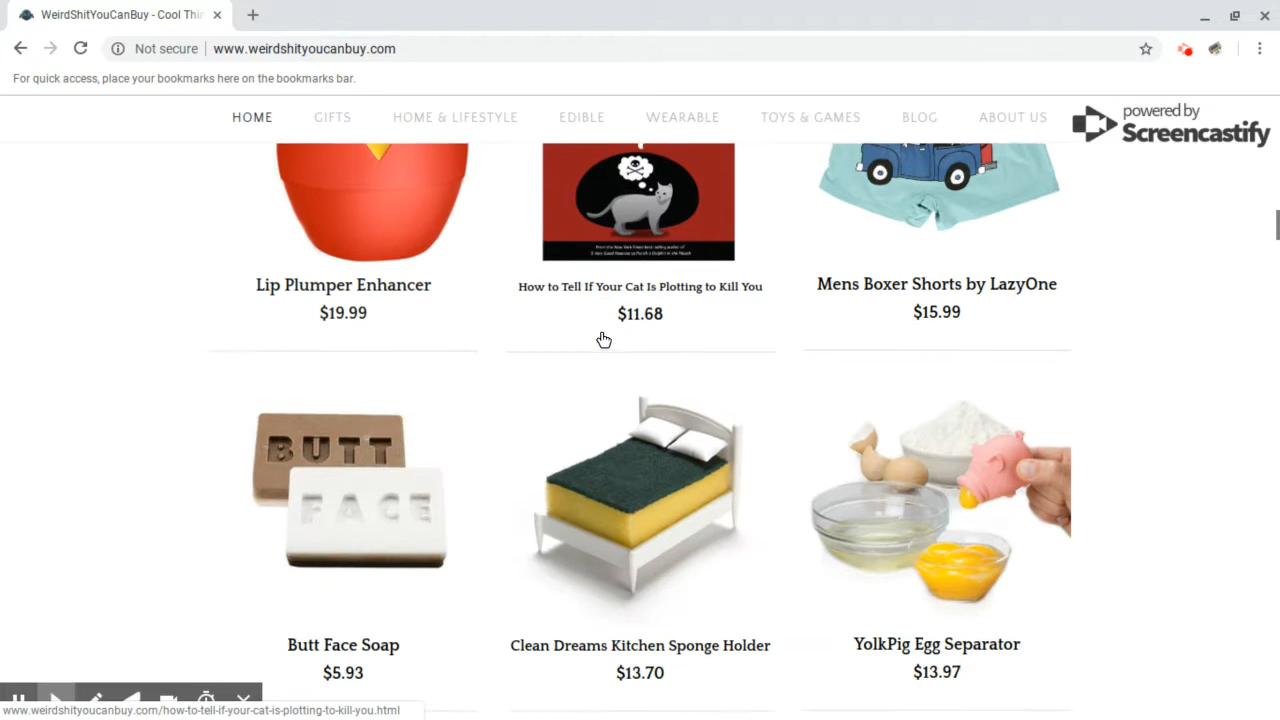 WeirdShitYouCanBuy - Cool Thin
Not secure
www.weirdshityoucanbuy.com
For quick access, place your bookmarks here on the bookmarks bar.
HOME GIFTS HOME & LIFESTYLE EDIBLE WEARABLE TOYS & GAMES BLOG ABOUT US
powered by
Screencastify
Lip Plumper Enhancer
$19.99
How to Tell If Your Cat Is Plotting to Kill You
$11.68
Mens Boxer Shorts by LazyOne
$15.99
BUTT
FACE
Butt Face Soap
$5.93
Clean Dreams Kitchen Sponge Holder
$13.70
YolkPig Egg Separator
$13.97
www.weirdshityoucanbuy.com/how-to-tell-if-your-cat-is-plotting-to-kill-you.html